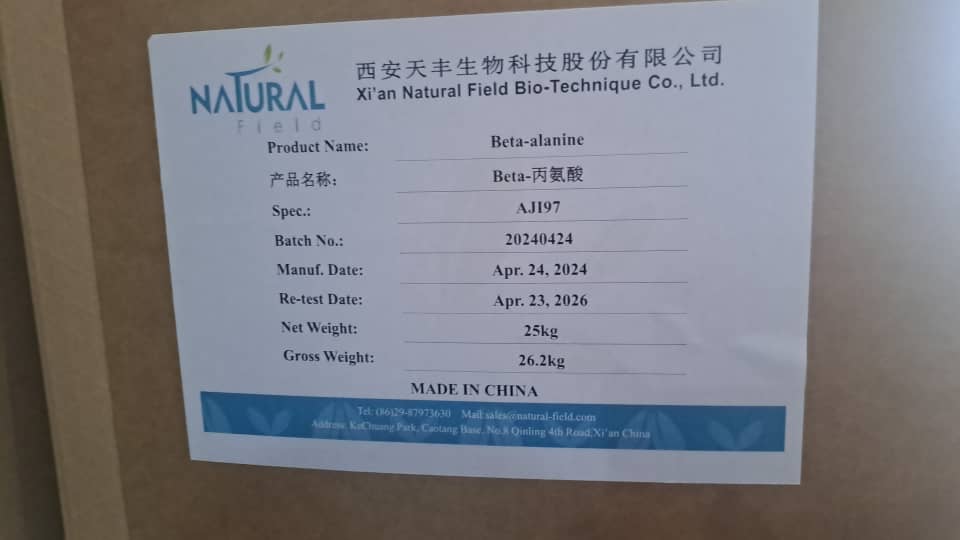 NATURAL
Field
西安天丰生物科技股份有限公司
Xi'an Natural Field Bio-Technique Co., Ltd.
Product Name: Beta-alanine
产品名称: Beta-丙氨酸
Spec.: AJI97
Batch No.: 20240424
Manuf. Date: Apr. 24, 2024
Re-test Date: Apr. 23, 2026
Net Weight: 25kg
Gross Weight: 26.2kg
MADE IN CHINA
Tel: (86)29-87973630 Mail:sales@natural-field.com
Address: KeChuang Park, Caotang Base, No.8 Qinling 4th Road,Xi'an China